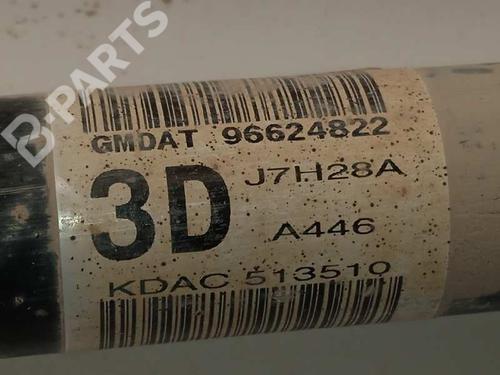 B-PARTS
GMDAT 96624822
3D
J7H28A
A446
KDAC 513510